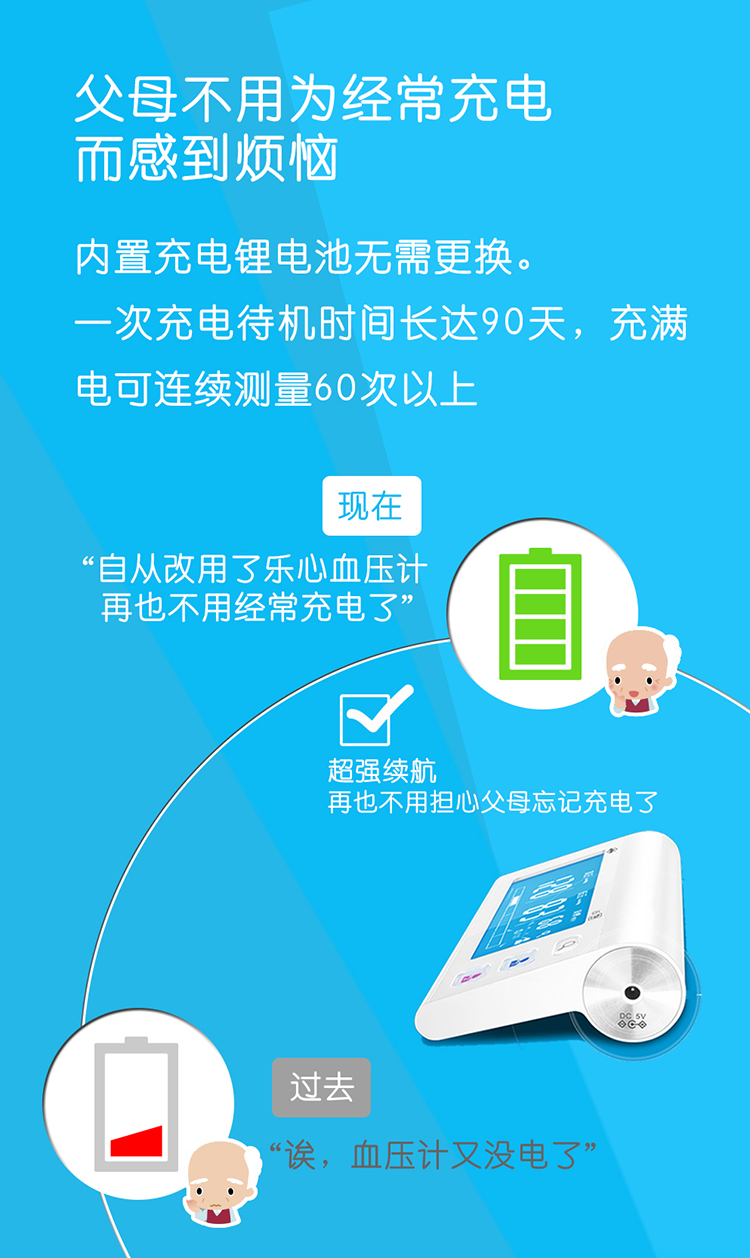 父母不用为经常充电
而感到烦恼
内置充电锂电池无需更换。
一次充电待机时间长达90天，充满
电可连续测量60次以上
现在
“自从改用了乐心血压计
再也不用经常充电了”
超强续航
再也不用担心父母忘记充电了
128
83
68
DC 5V
过去
“诶，血压计又没电了”